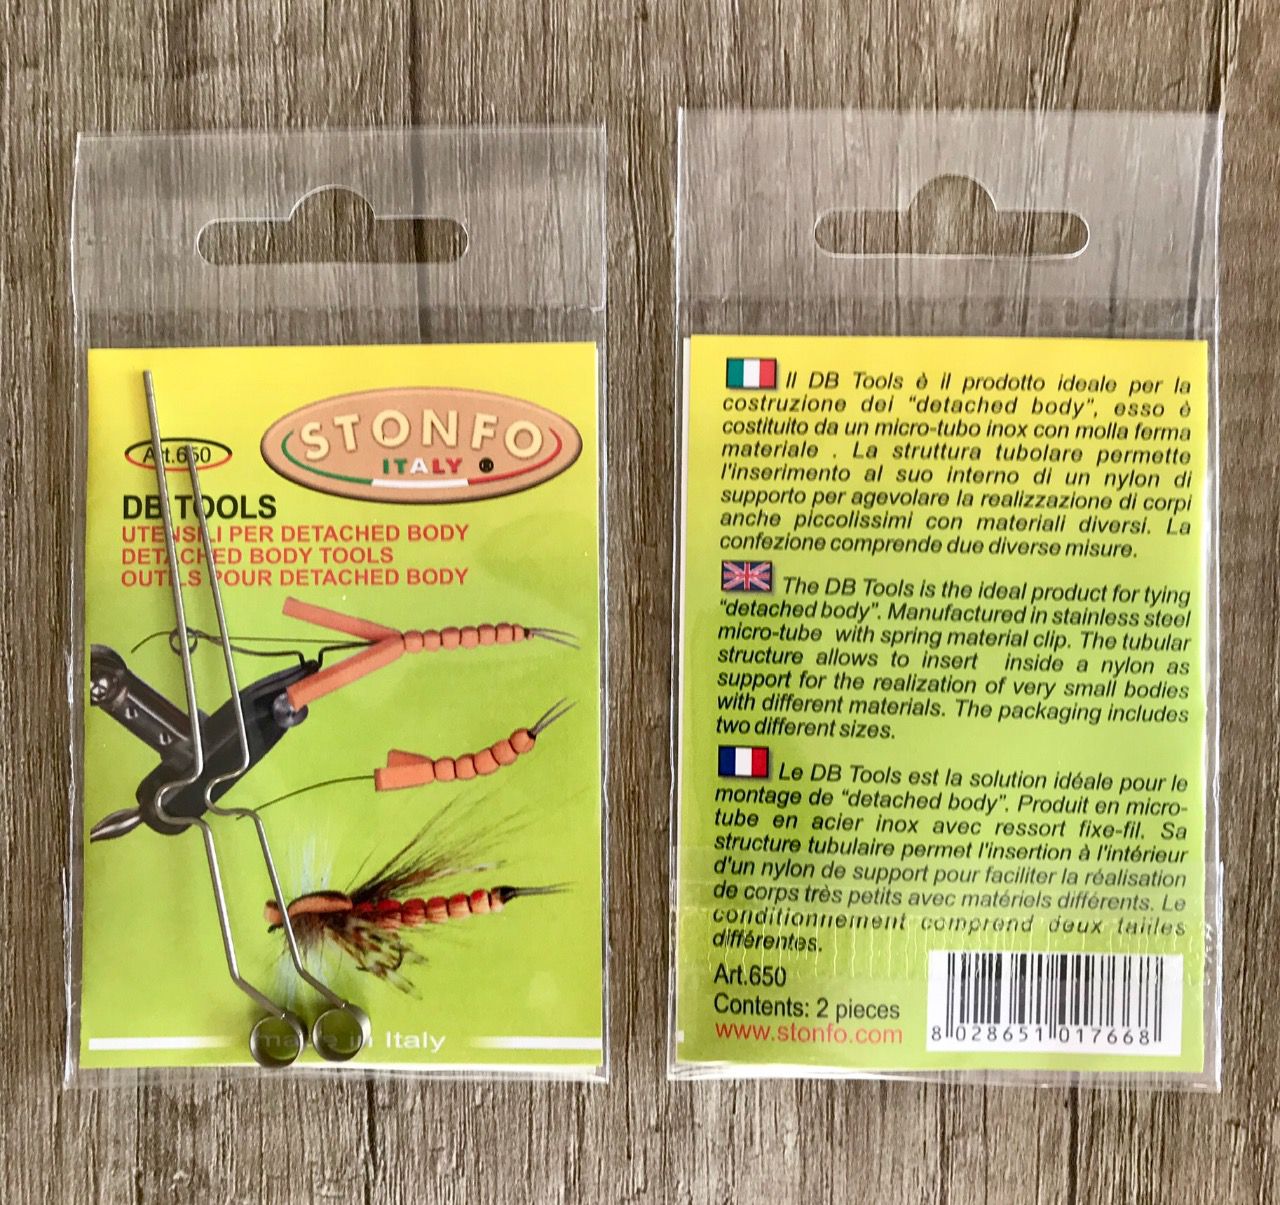 STONFO
ITALY ®
Art.650
DB TOOLS
UTENSILI PER DETACHED BODY
DETACHED BODY TOOLS
OUTILS POUR DETACHED BODY
made in Italy
Il DB Tools è il prodotto ideale per la
costruzione dei "detached body", esso è
costituito da un micro-tubo inox con molla ferma
materiale . La struttura tubolare permette
l'inserimento al suo interno di un nylon di
supporto per agevolare la realizzazione di corpi
anche piccolissimi con materiali diversi. La
confezione comprende due diverse misure.
The DB Tools is the ideal product for tying
"detached body". Manufactured in stainless steel
micro-tube with spring material clip. The tubular
structure allows to insert inside a nylon as
support for the realization of very small bodies
with different materials. The packaging includes
two different sizes.
Le DB Tools est la solution idéale pour le
montage de "detached body". Produit en micro-
tube en acier inox avec ressort fixe-fil. Sa
structure tubulaire permet l'insertion à l'intérieur
d'un nylon de support pour faciliter la réalisation
de corps très petits avec matériels différents. Le
conditionnement comprend deux tailles
différentes.
Art.650
Contents: 2 pieces
www.stonfo.com
8 028651 017668